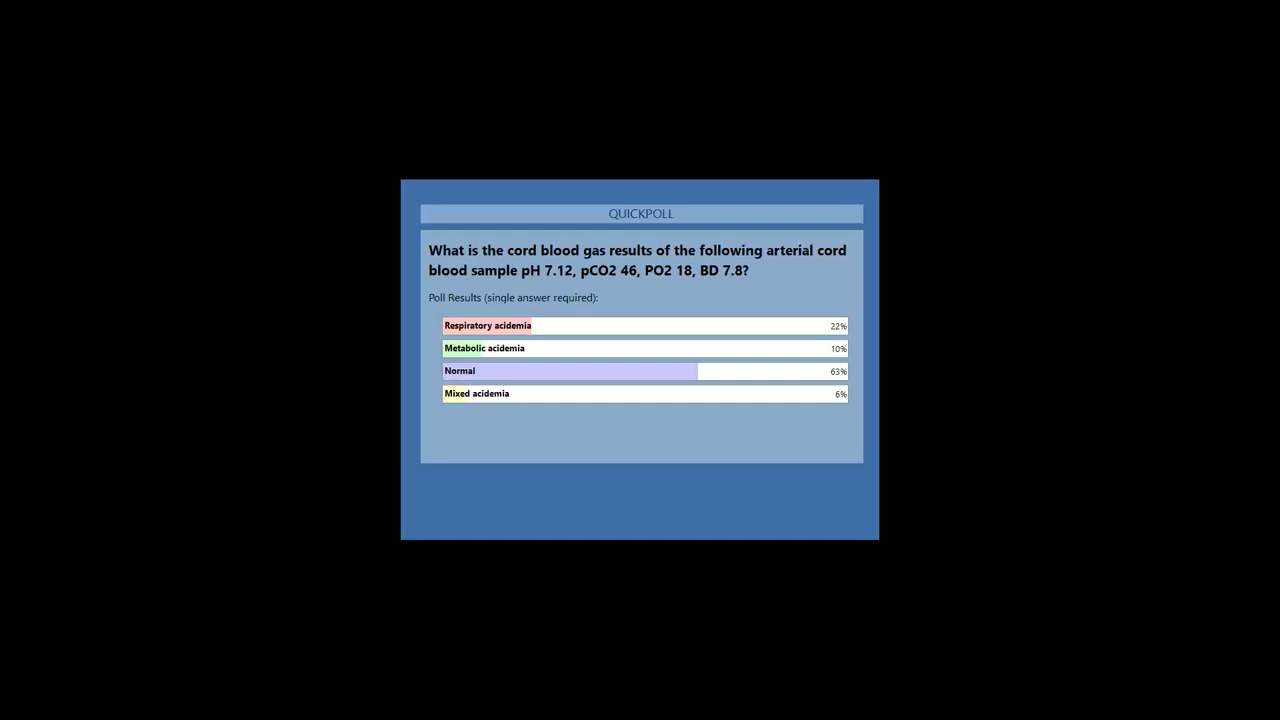 QUICKPOLL
What is the cord blood gas results of the following arterial cord
blood sample pH 7.12, pCO2 46, PO2 18, BD 7.8?
Poll Results (single answer required):
Respiratory acidemia 22%
Metabolic acidemia 10%
Normal 63%
Mixed acidemia 6%